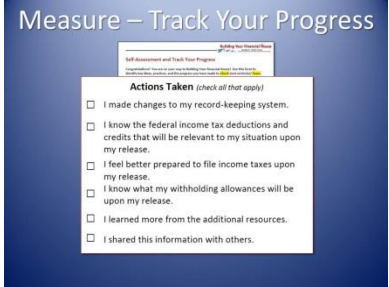 Measure – Track Your Progress
Building Your Financial House
Self-Assessment and Track Your Progress
Actions Taken (check all that apply)
I made changes to my record-keeping system.
I know the federal income tax deductions and
credits that will be relevant to my situation upon
my release.
I feel better prepared to file income taxes upon
my release.
I know what my withholding allowances will be
upon my release.
I learned more from the additional resources.
I shared this information with others.